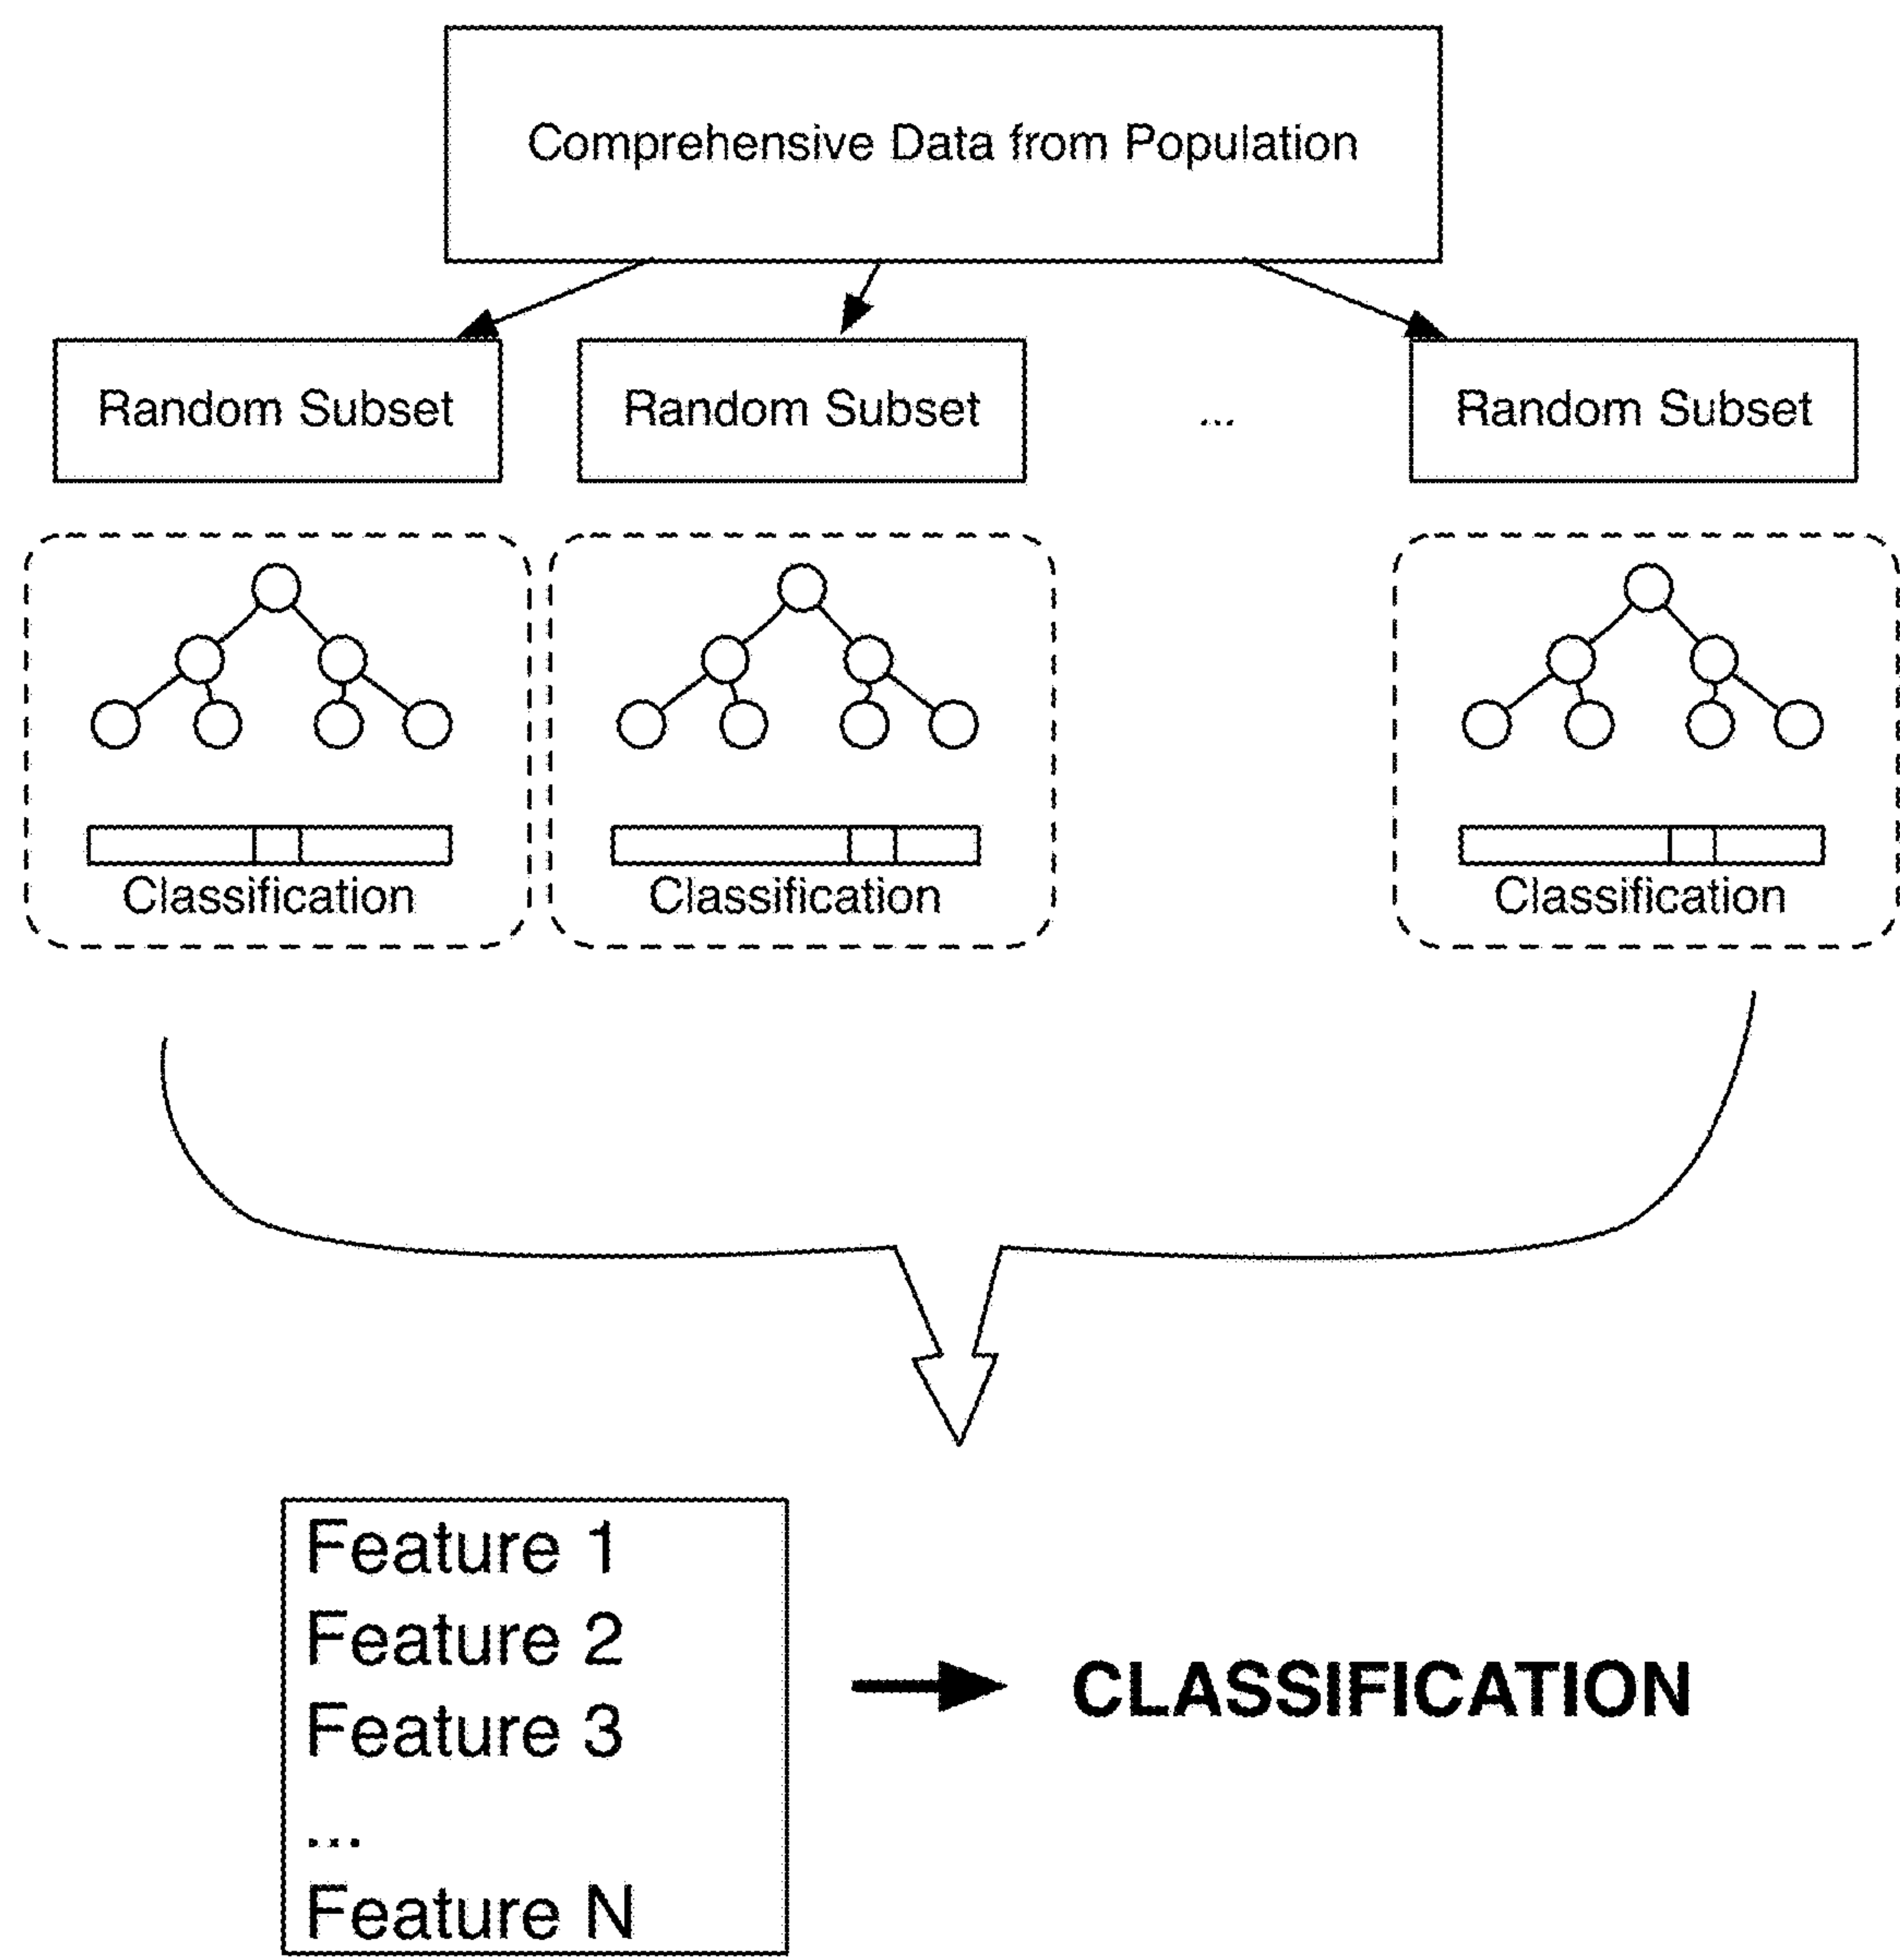 Comprehensive Data from Population
Random Subset Random Subset ... Random Subset
Classification Classification Classification
Feature 1
Feature 2
Feature 3
...
Feature N
CLASSIFICATION